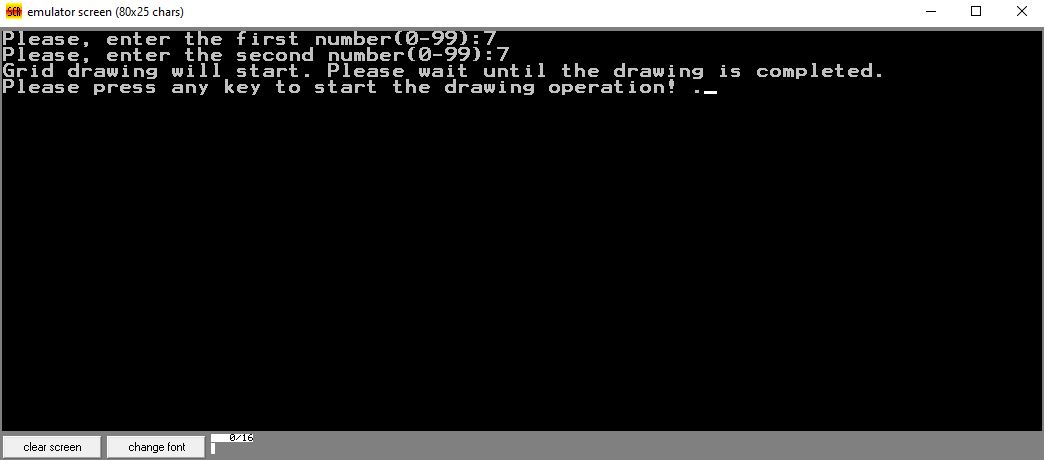 SCR emulator screen (80x25 chars)
Please, enter the first number(0-99):7
Please, enter the second number(0-99):7
Grid drawing will start. Please wait until the drawing is completed.
Please press any key to start the drawing operation! ._
clear screen
change font
0/16